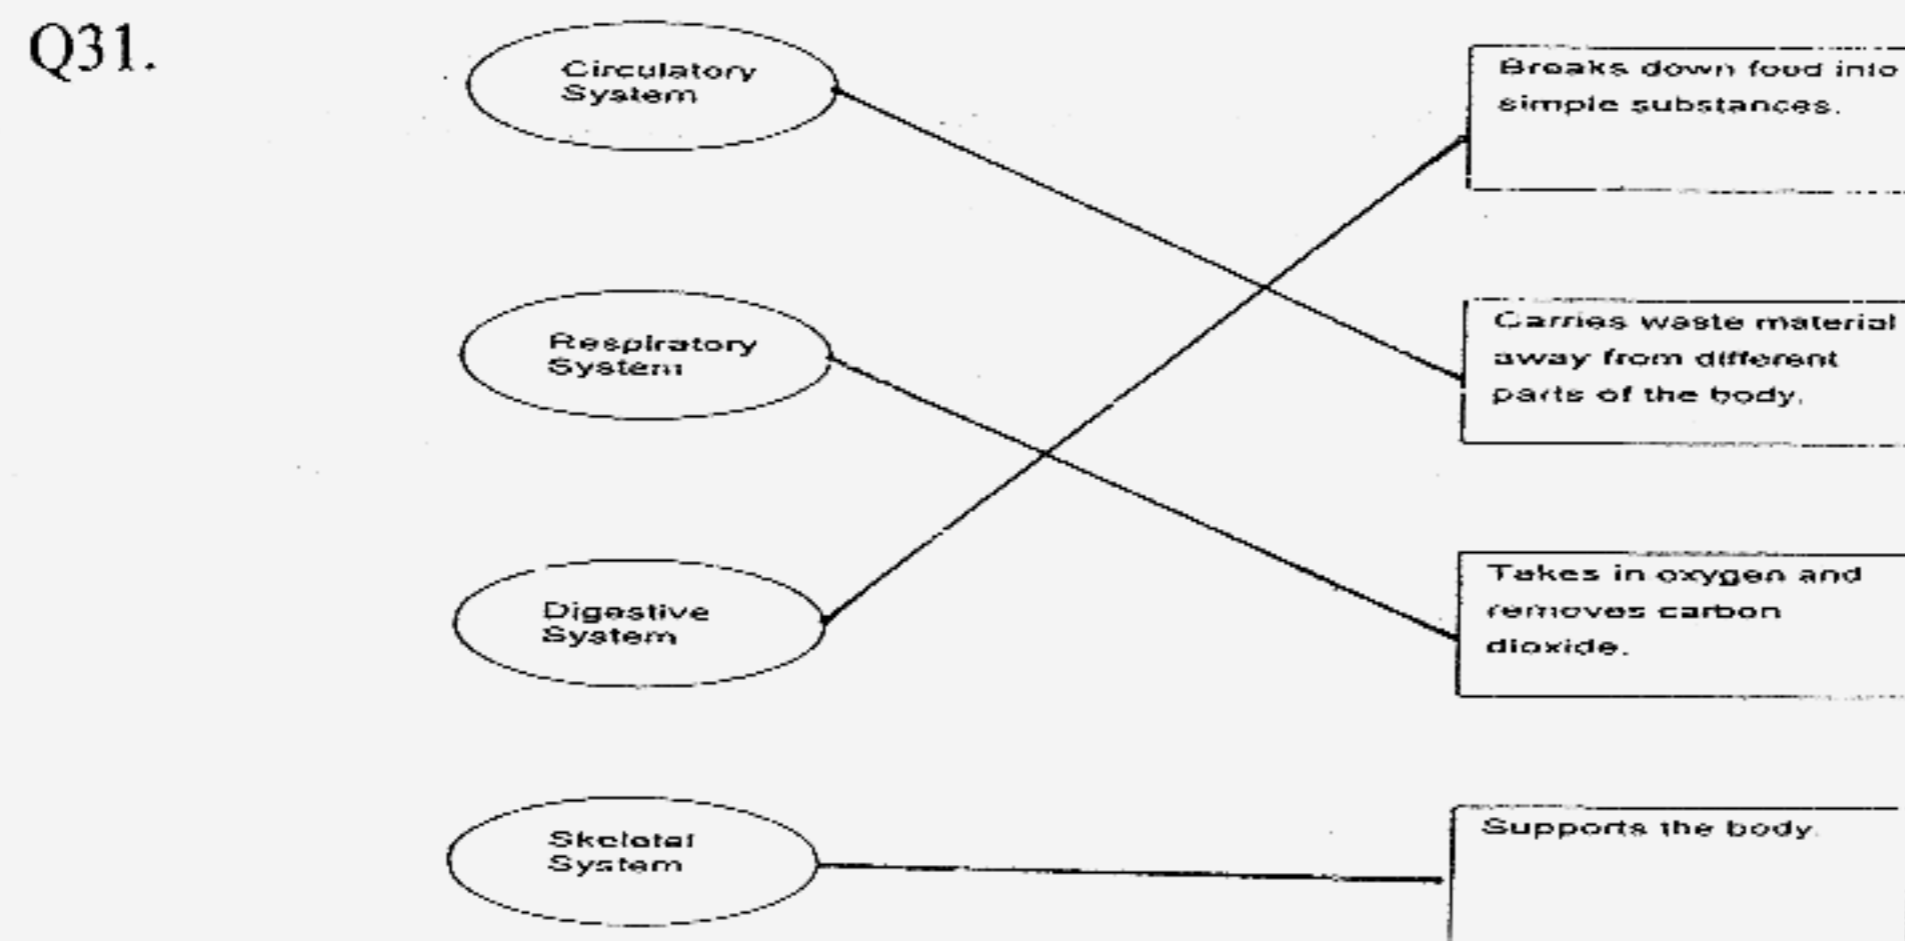 Q31.
Circulatory
System
Breaks down food into
simple substances.
Respiratory
System
Carries waste material
away from different
parts of the body.
Digestive
System
Takes in oxygen and
removes carbon
dioxide.
Skeletal
System
Supports the body.